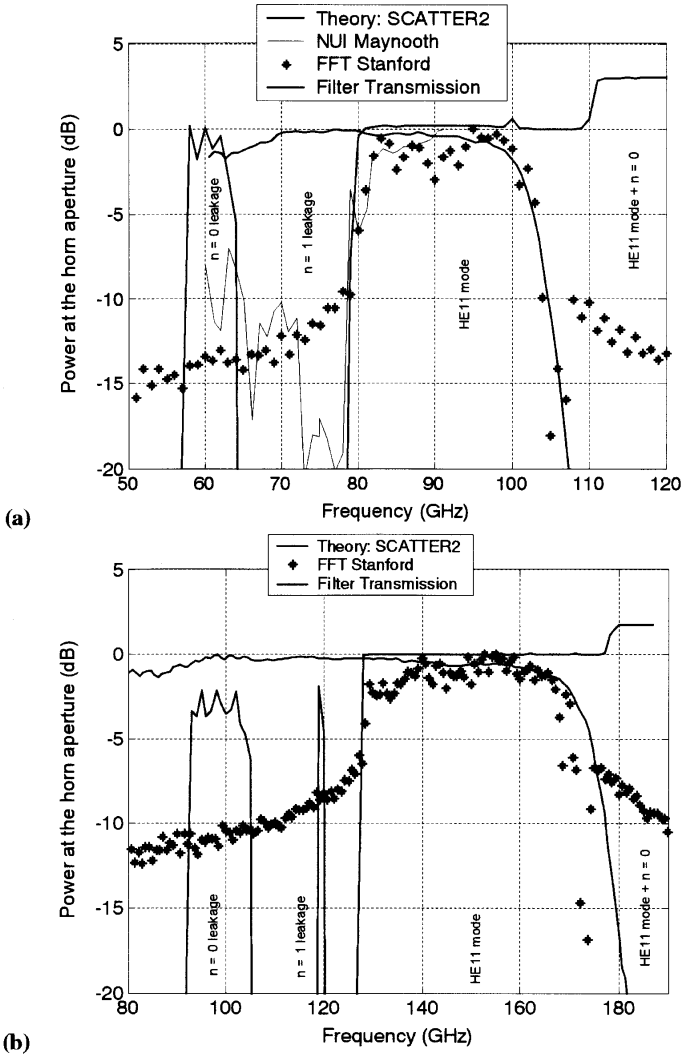 (a)
Theory: SCATTER2
NUI Maynooth
FFT Stanford
Filter Transmission
Power at the horn aperture (dB)
5
0
-5
-10
-15
-20
n = 0 leakage
n = 1 leakage
HE11 mode
HE11 mode + n = 0
50
60
70
80
90
100
110
120
Frequency (GHz)
(b)
Theory: SCATTER2
FFT Stanford
Filter Transmission
Power at the horn aperture (dB)
5
0
-5
-10
-15
-20
n = 0 leakage
n = 1 leakage
HE11 mode
HE11 mode + n = 0
80
100
120
140
160
180
Frequency (GHz)